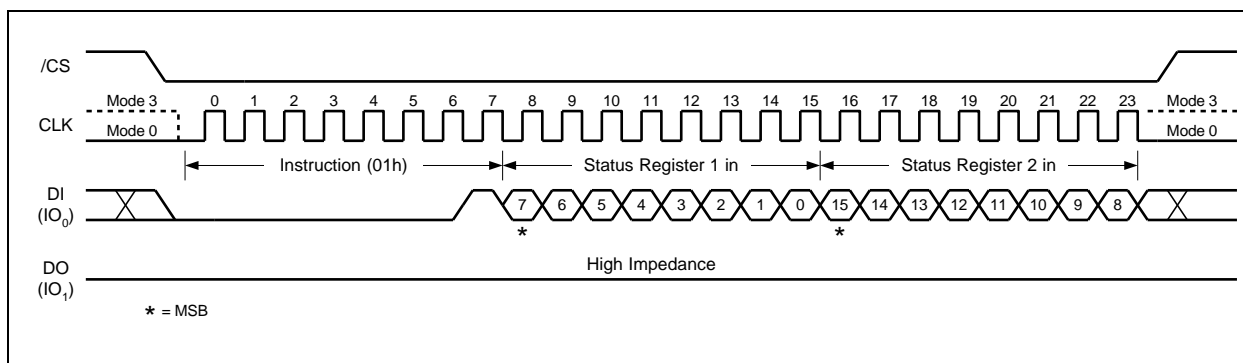 /CS
Mode 3 0 1 2 3 4 5 6 7 8 9 10 11 12 13 14 15 16 17 18 19 20 21 22 23 Mode 3
CLK Mode 0 Mode 0
Instruction (01h) Status Register 1 in Status Register 2 in
DI
(IO0) 7 6 5 4 3 2 1 0 15 14 13 12 11 10 9 8
* *
High Impedance
DO
(IO1)
* = MSB